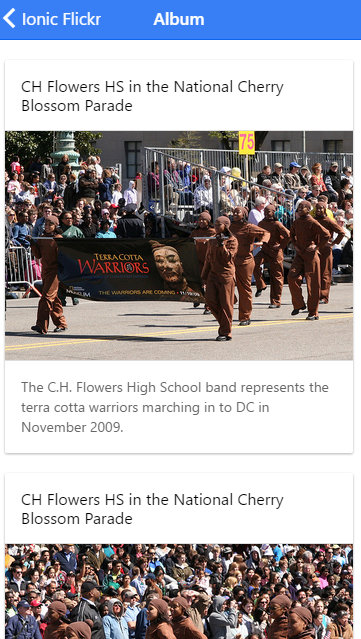 Ionic Flickr
Album
CH Flowers HS in the National Cherry
Blossom Parade
75
TERRA COTTA
WARRIORS
THE WARRIORS ARE COMING
The C.H. Flowers High School band represents the
terra cotta warriors marching in to DC in
November 2009.
CH Flowers HS in the National Cherry
Blossom Parade